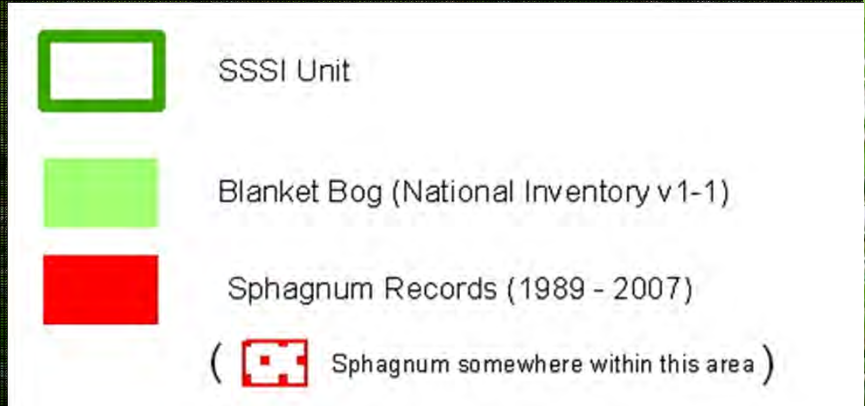 SSSI Unit
Blanket Bog (National Inventory v1-1)
Sphagnum Records (1989 - 2007)
( Sphagnum somewhere within this area )